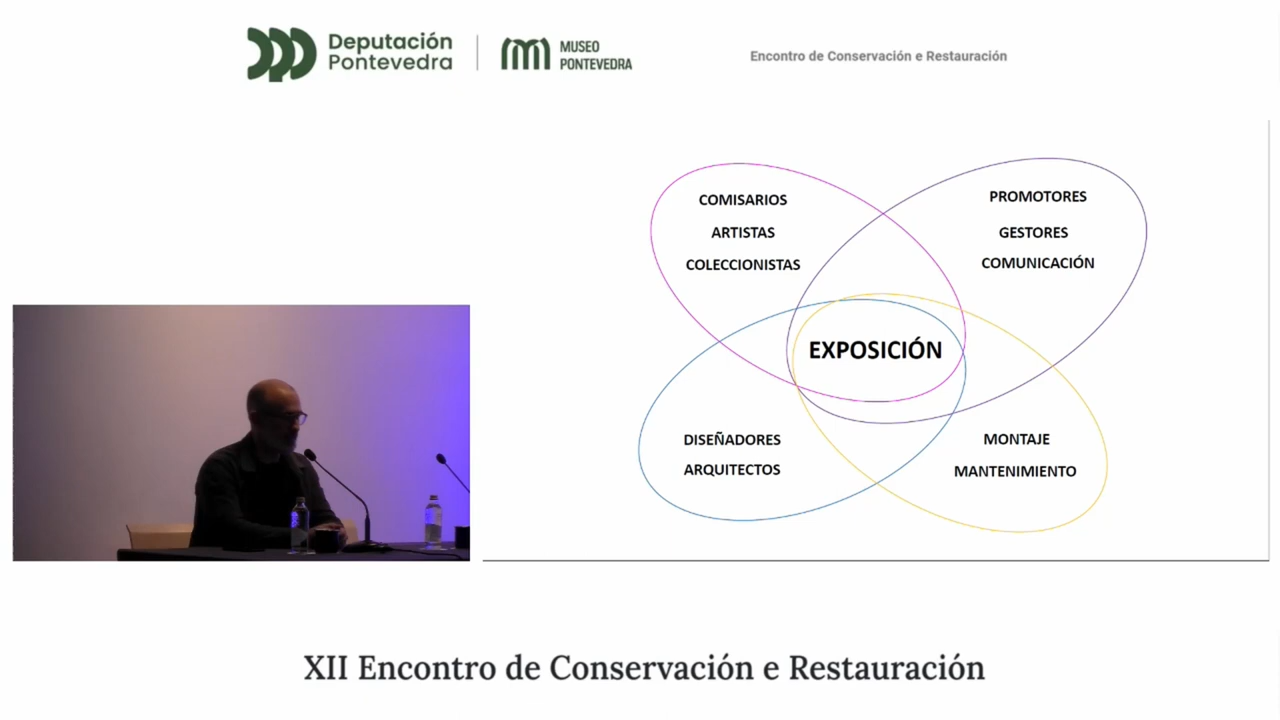 Deputación
Pontevedra
MUSEO
PONTEVEDRA
Encontro de Conservación e Restauración
COMISARIOS
ARTISTAS
COLECCIONISTAS
PROMOTORES
GESTORES
COMUNICACIÓN
EXPOSICIÓN
DISEÑADORES
ARQUITECTOS
MONTAJE
MANTENIMIENTO
XII Encontro de Conservación e Restauración